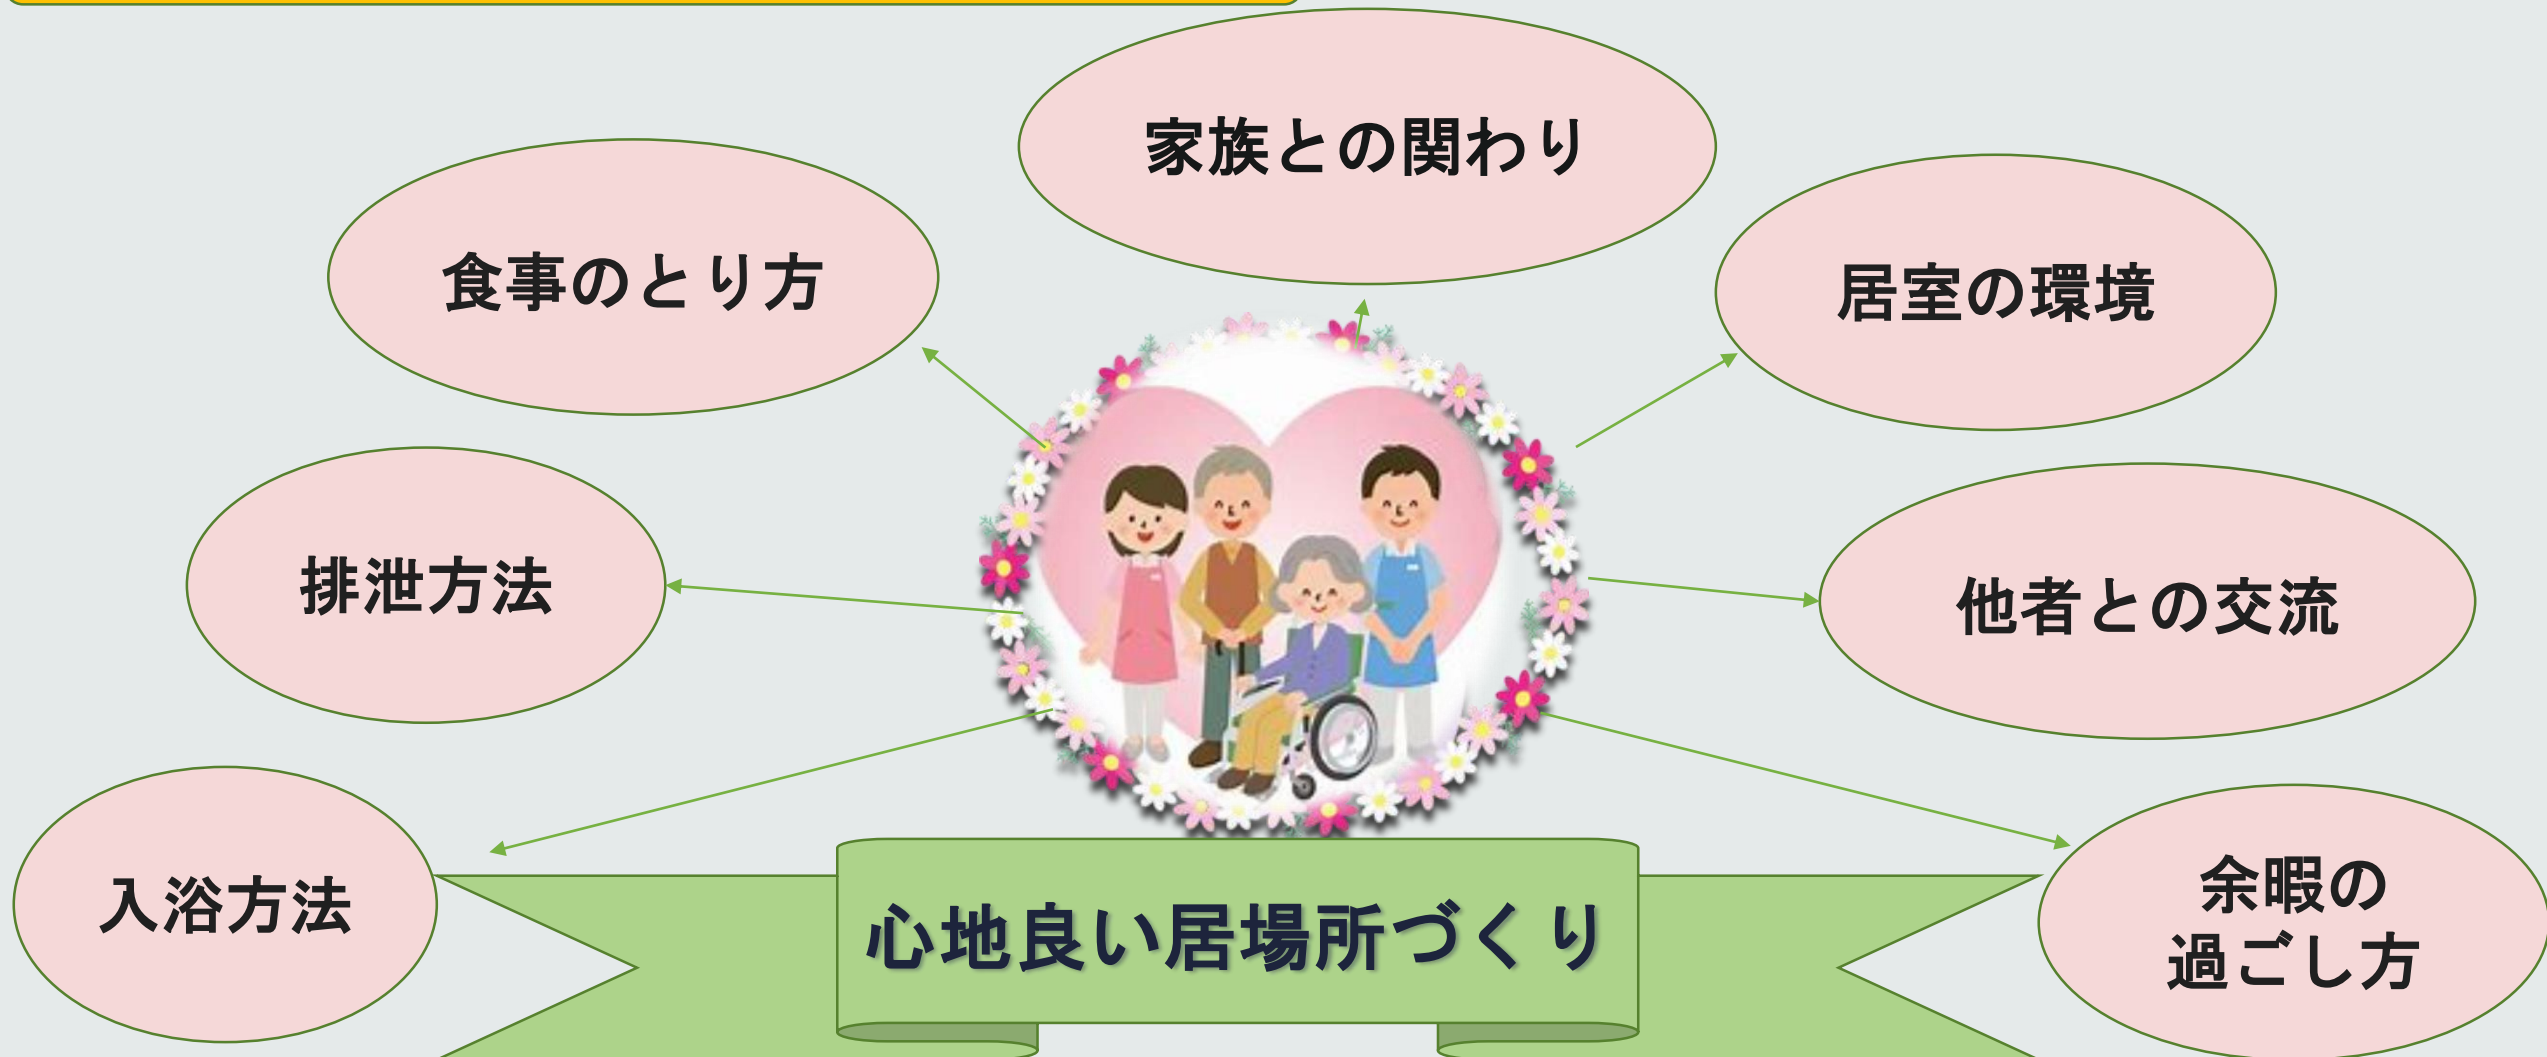 家族との関わり
食事のとり方
居室の環境
排泄方法
他者との交流
入浴方法
余暇の
過ごし方
心地良い居場所づくり